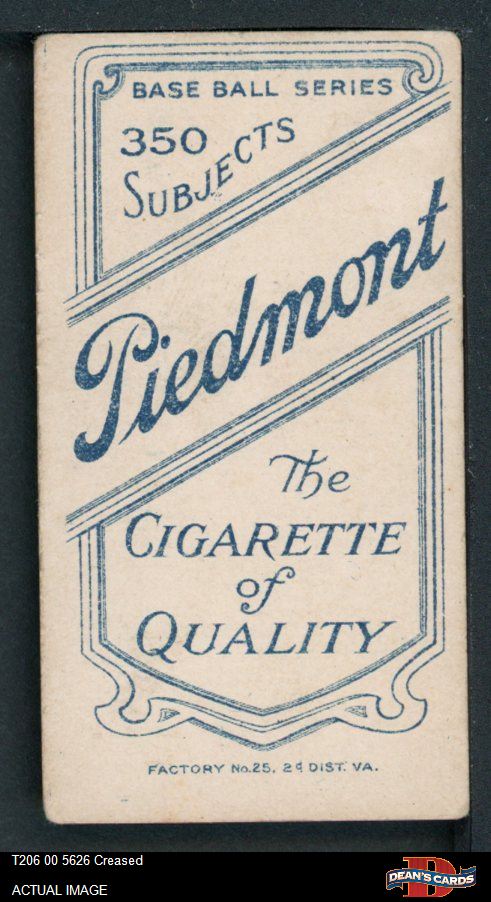 BASE BALL SERIES
350
SUBJECTS
Piedmont
The
CIGARETTE
of
QUALITY
FACTORY No.25, 2d DIST. VA.
T206 00 5626 Creased
ACTUAL IMAGE
DEAN'S CARDS